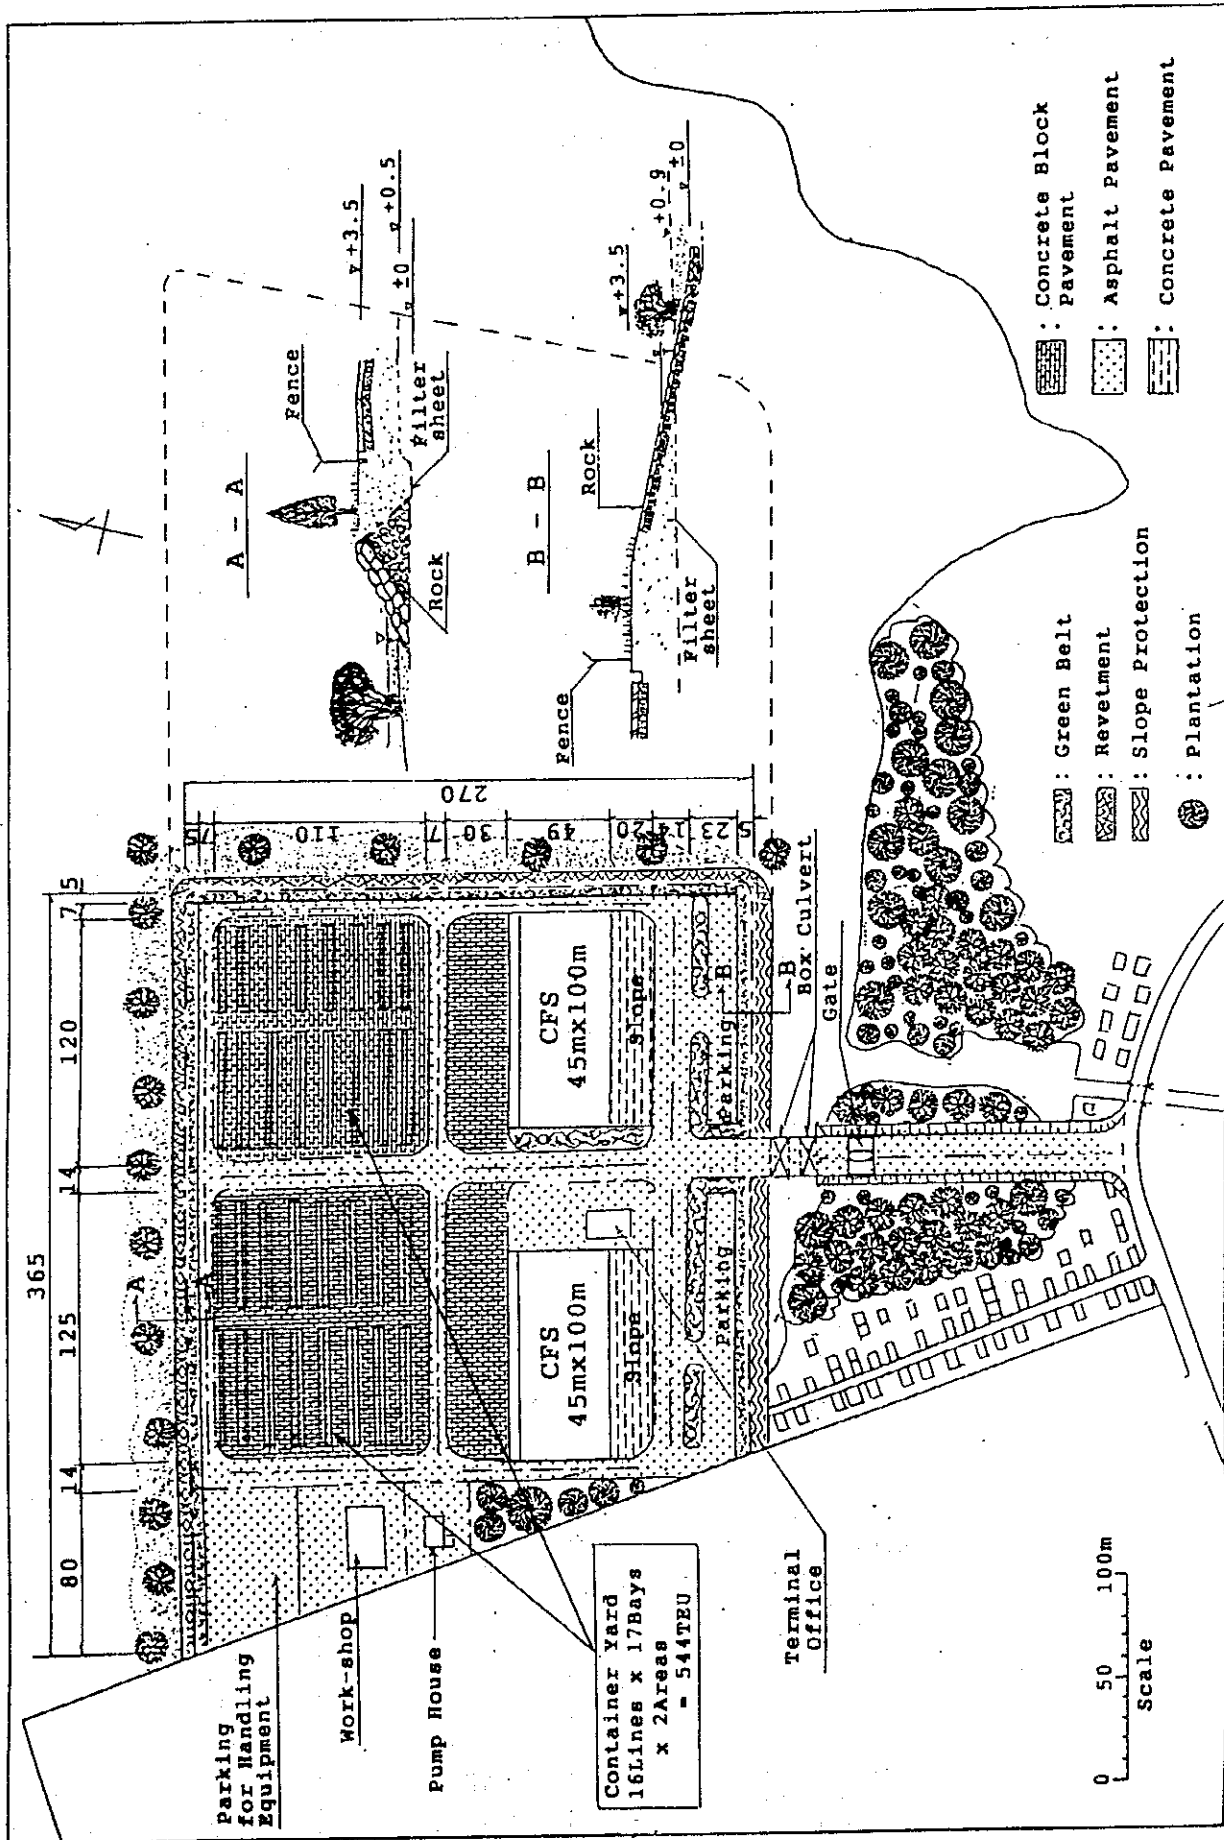 A - A
Fence
+3.5
±0
+0.5
Filter
sheet
Rock
B - B
Fence
Rock
+3.5
+0.9
±0
Filter
sheet
365
80
14
125
14
120
7
5
A
A
270
7
5
110
7
30
49
20
14
23
5
CFS
45mx100m
Slope
CFS
45mx100m
Slope
Parking
Parking
B
B
Box Culvert
Gate
Parking
for Handling
Equipment
Work-shop
Pump House
Container Yard
16Lines x 17Bays
x 2Areas
= 544TEU
Terminal
Office
0 50 100m
Scale
: Green Belt
: Revetment
: Slope Protection
: Plantation
: Concrete Block
Pavement
: Asphalt Pavement
: Concrete Pavement